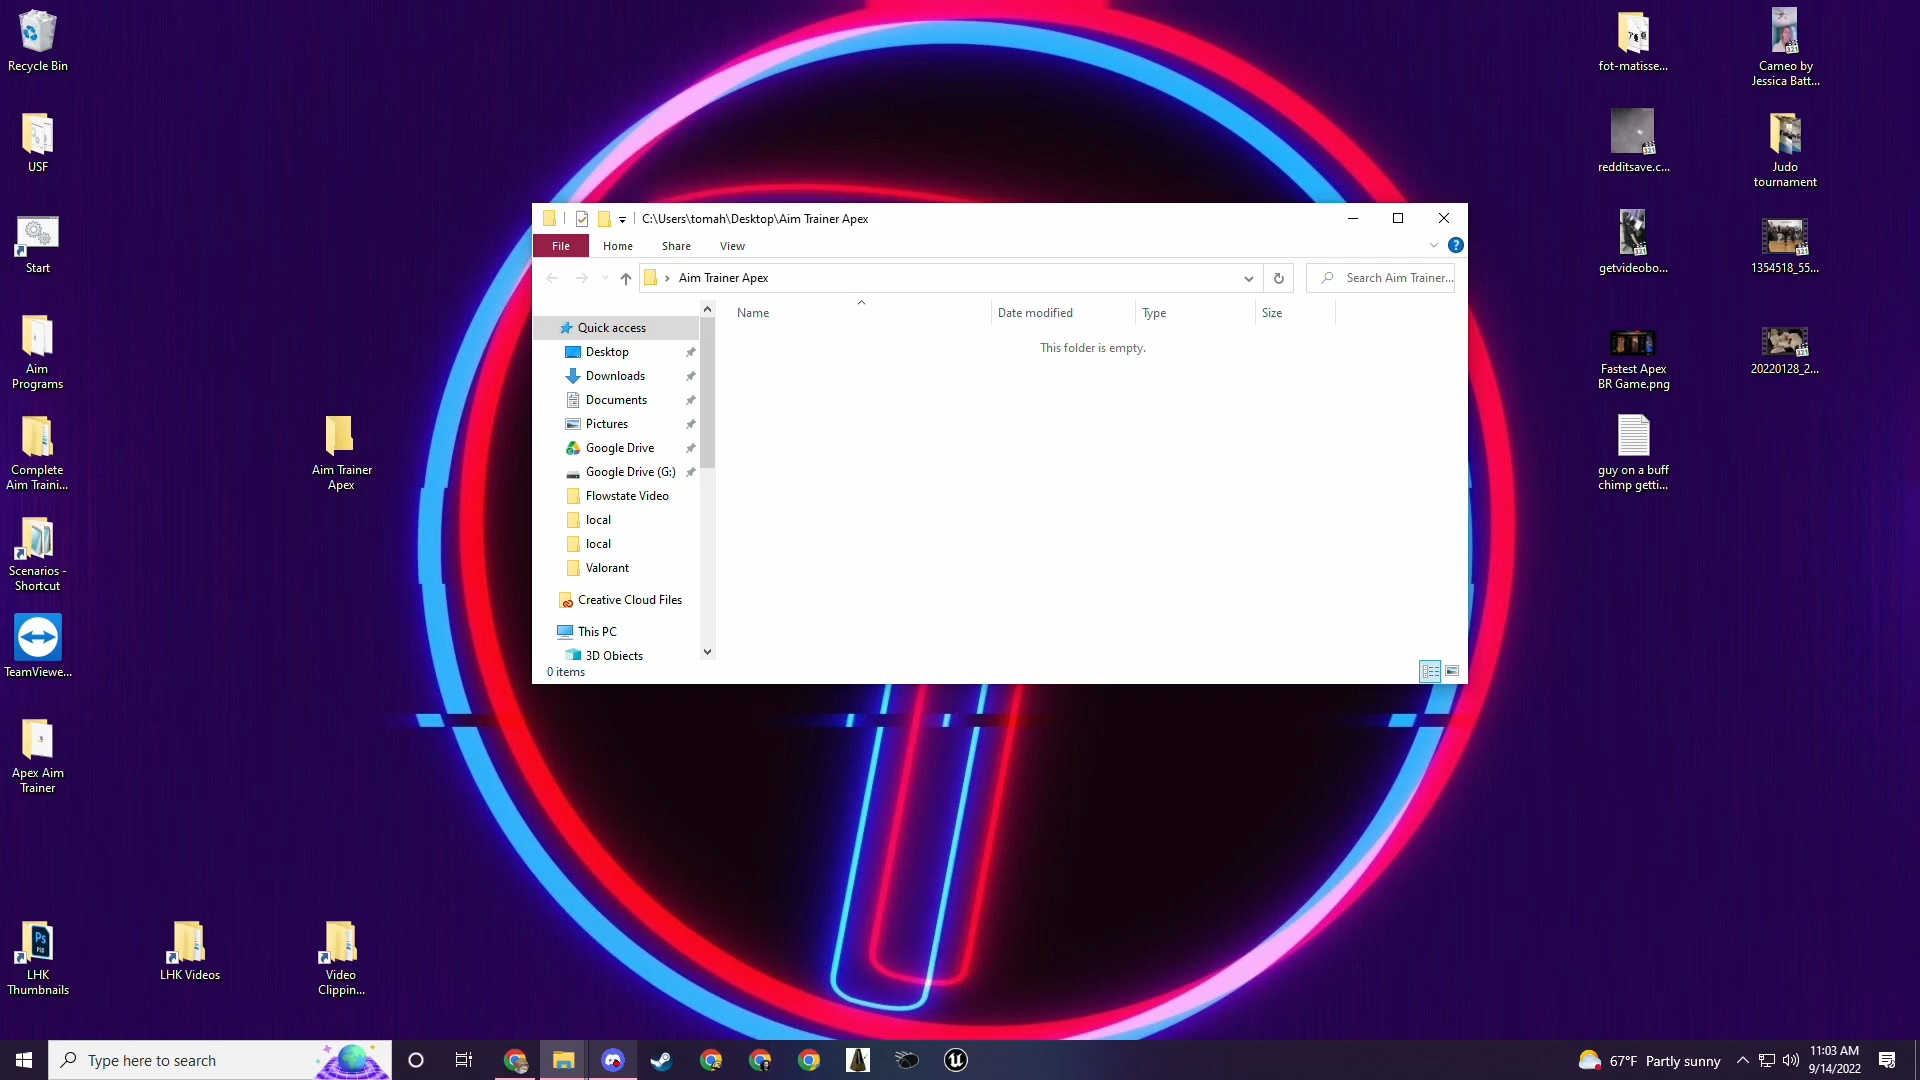 Recycle Bin
USF
Start
Aim
Programs
Complete
Aim Traini...
Scenarios -
Shortcut
TeamViewe...
Apex Aim
Trainer
LHK
Thumbnails
LHK Videos
Video
Clippin...
Aim Trainer
Apex
C:\Users\tomah\Desktop\Aim Trainer Apex
File Home Share View
Aim Trainer Apex
Search Aim Trainer...
Name Date modified Type Size
This folder is empty.
Quick access
Desktop
Downloads
Documents
Pictures
Google Drive
Google Drive (G:)
Flowstate Video
local
local
Valorant
Creative Cloud Files
This PC
3D Objects
0 items
fot-matisse...
redditsave.c...
getvideobo...
Fastest Apex
BR Game.png
guy on a buff
chimp getti...
Cameo by
Jessica Batt...
Judo
tournament
1354518_55...
20220128_2...
Type here to search
67°F Partly sunny
11:03 AM
9/14/2022